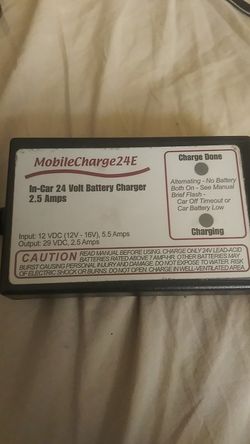 MobileCharge24E
In-Car 24 Volt Battery Charger
2.5 Amps
Charge Done
Alternating - No Battery
Both On - See Manual
Brief Flash -
Car Off Timeout or
Car Battery Low
Charging
Input: 12 VDC (12V - 16V), 5.5 Amps
Output: 29 VDC, 2.5 Amps
CAUTION
READ MANUAL BEFORE USING. CHARGE ONLY 24V LEAD-ACID
BATTERIES RATED ABOVE 7 AMP-HR. OTHER BATTERIES MAY
BURST CAUSING PERSONAL INJURY AND DAMAGE. DO NOT EXPOSE TO WATER. RISK
OF ELECTRIC SHOCK OR BURNS. DO NOT OPEN. CHARGE IN WELL-VENTILATED AREA.